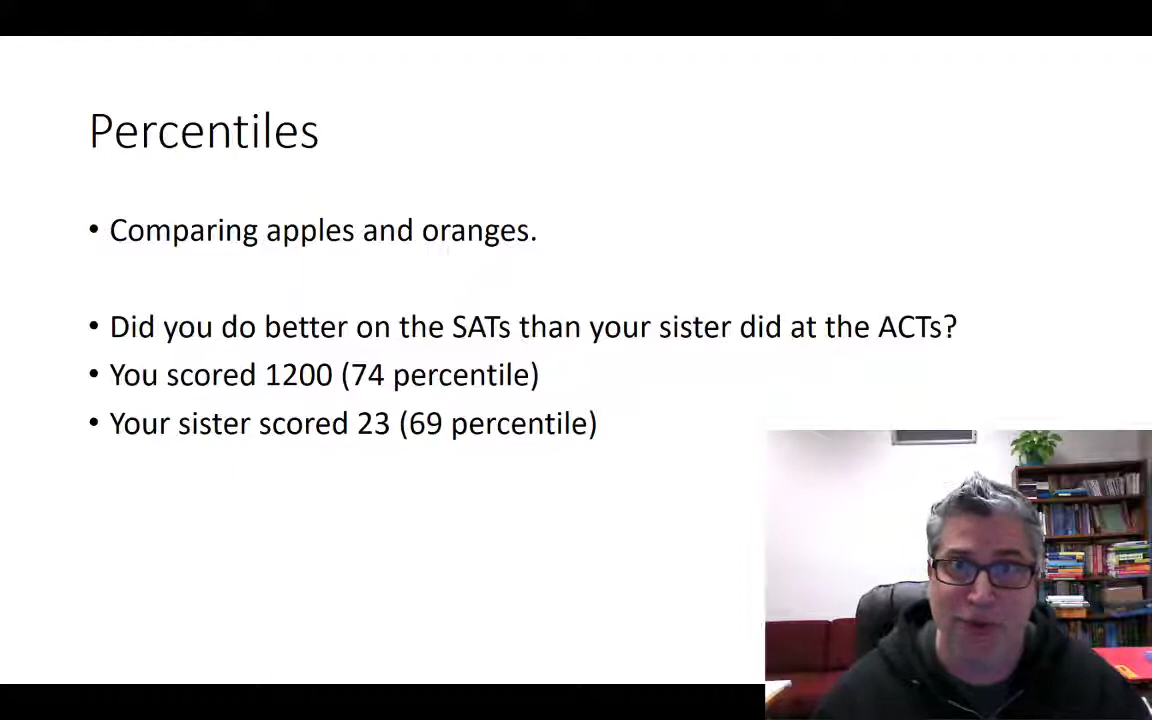 Percentiles
• Comparing apples and oranges.
• Did you do better on the SATs than your sister did at the ACTs?
• You scored 1200 (74 percentile)
• Your sister scored 23 (69 percentile)